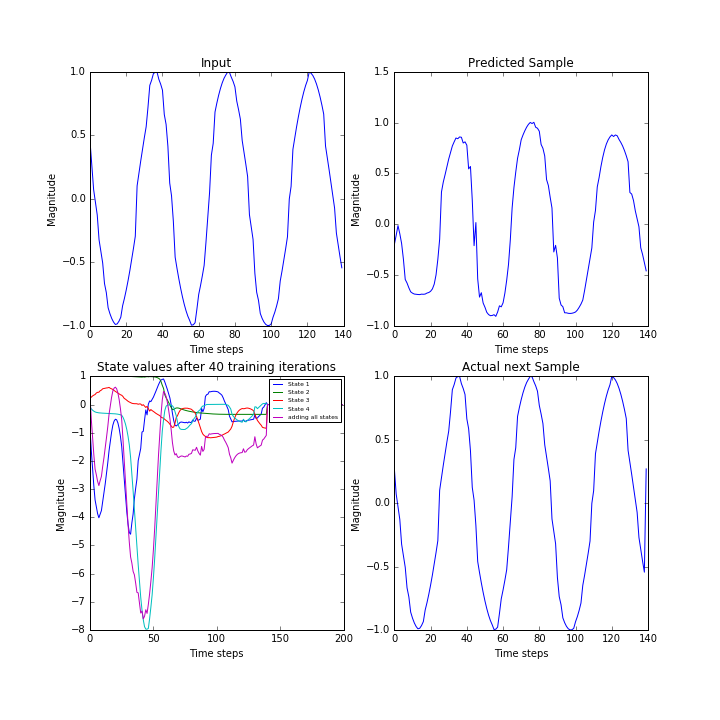 Input
Magnitude
1.0
0.5
0.0
−0.5
−1.0
0 20 40 60 80 100 120 140
Time steps
Predicted Sample
Magnitude
1.5
1.0
0.5
0.0
−0.5
−1.0
0 20 40 60 80 100 120 140
Time steps
State values after 40 training iterations
Magnitude
1
0
−1
−2
−3
−4
−5
−6
−7
−8
0 50 100 150 200
Time steps
State 1
State 2
State 3
State 4
adding all states
Actual next Sample
Magnitude
1.0
0.5
0.0
−0.5
−1.0
0 20 40 60 80 100 120 140
Time steps